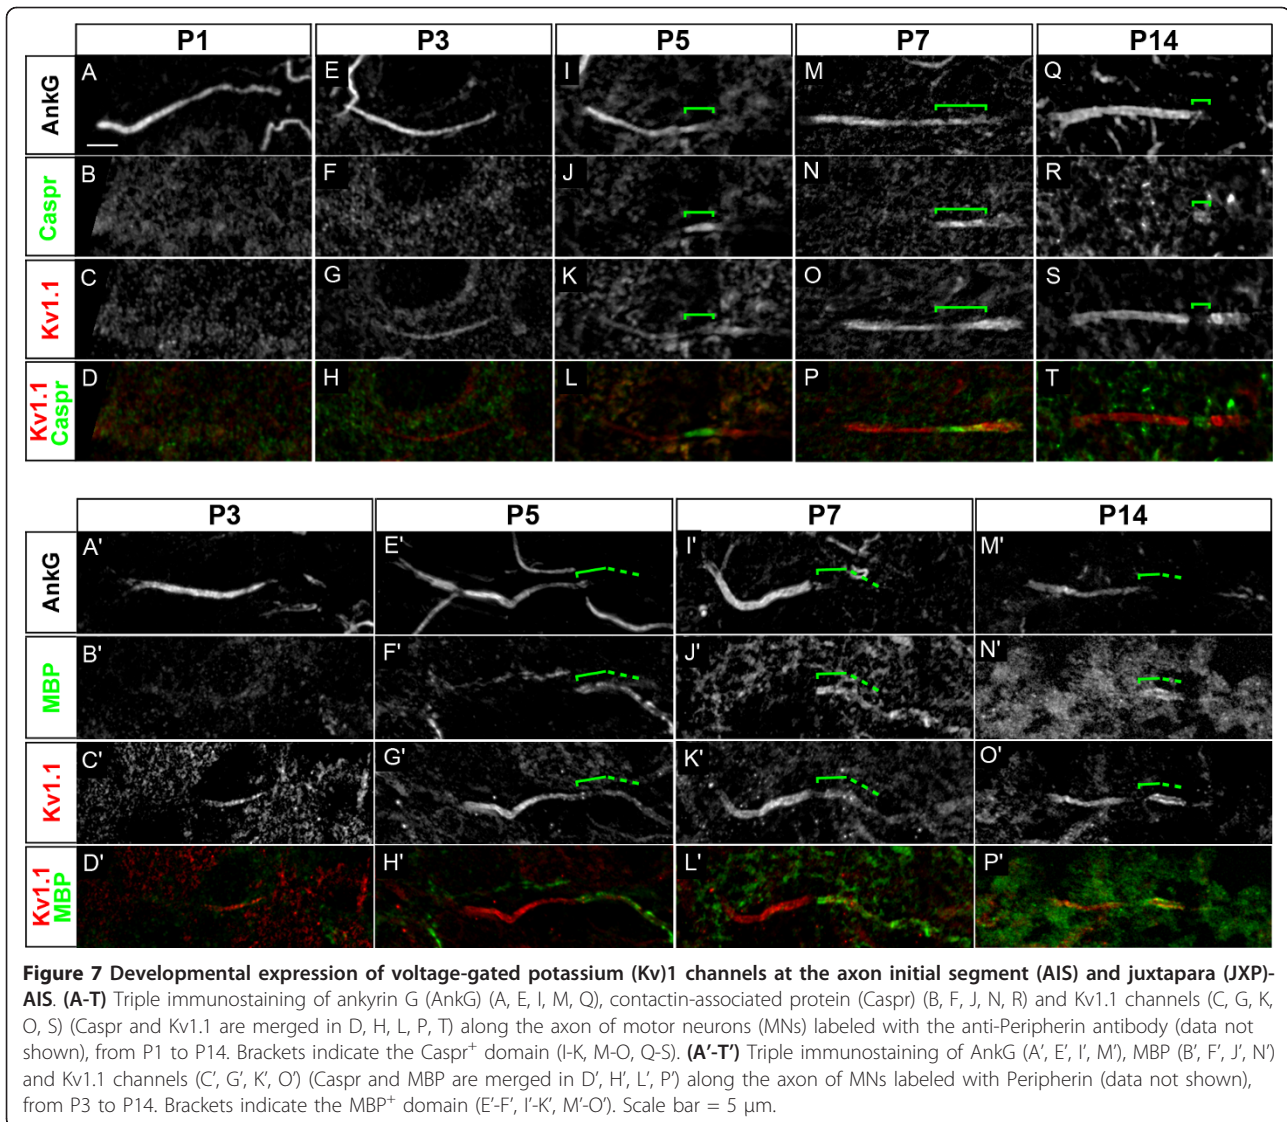 P1 P3 P5 P7 P14
AnkG A E I M Q
Caspr B F J N R
Kv1.1 C G K O S
Kv1.1 Caspr D H L P T
P3 P5 P7 P14
AnkG A' E' I' M'
MBP B' F' J' N'
Kv1.1 C' G' K' O'
Kv1.1 MBP D' H' L' P'
Figure 7 Developmental expression of voltage-gated potassium (Kv)1 channels at the axon initial segment (AIS) and juxtapara (JXP)-
AIS. (A-T) Triple immunostaining of ankyrin G (AnkG) (A, E, I, M, Q), contactin-associated protein (Caspr) (B, F, J, N, R) and Kv1.1 channels (C, G, K,
O, S) (Caspr and Kv1.1 are merged in D, H, L, P, T) along the axon of motor neurons (MNs) labeled with the anti-Peripherin antibody (data not
shown), from P1 to P14. Brackets indicate the Caspr⁺ domain (I-K, M-O, Q-S). (A′-T′) Triple immunostaining of AnkG (A′, E′, I′, M′), MBP (B′, F′, J′, N′)
and Kv1.1 channels (C′, G′, K′, O′) (Caspr and MBP are merged in D′, H′, L′, P′) along the axon of MNs labeled with Peripherin (data not shown),
from P3 to P14. Brackets indicate the MBP⁺ domain (E′-F′, I′-K′, M′-O′). Scale bar = 5 μm.